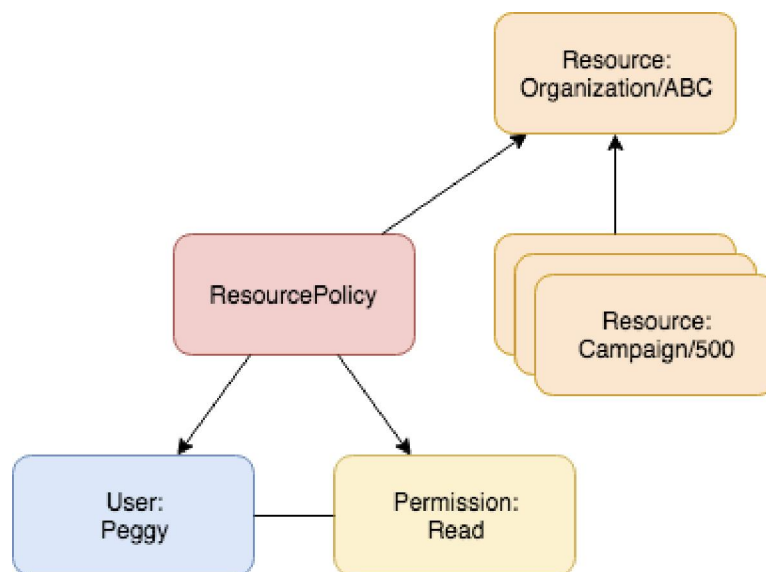 Resource:
Organization/ABC
ResourcePolicy
Resource:
Campaign/500
User:
Peggy
Permission:
Read